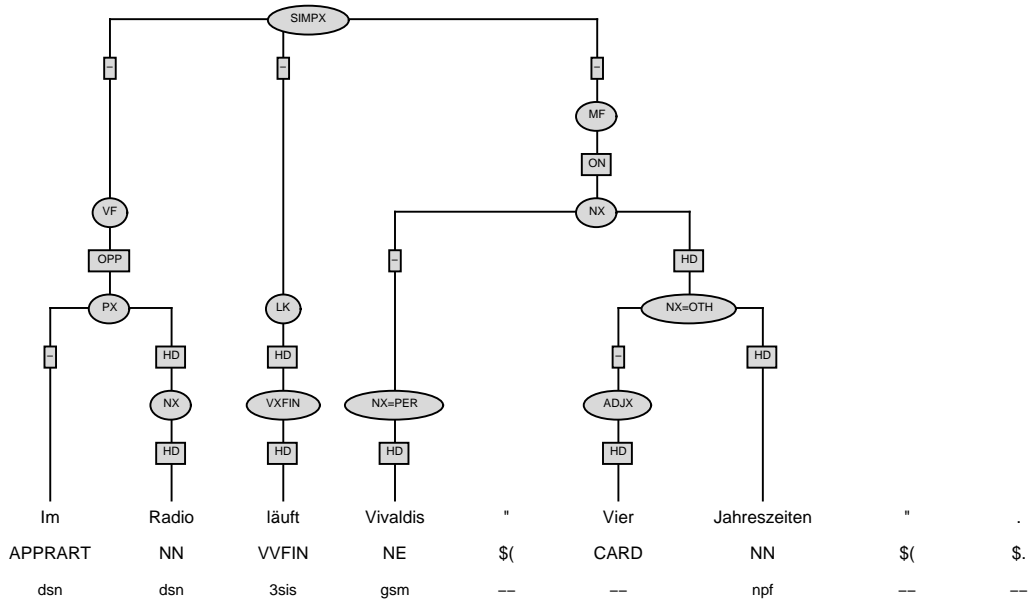 SIMPX
– – –
MF
ON
VF NX
OPP – HD
PX LK NX=OTH
– HD HD – HD
NX VXFIN NX=PER ADJX
HD HD HD HD
Im Radio läuft Vivaldis " Vier Jahreszeiten " .
APPRART NN VVFIN NE $( CARD NN $( $.
dsn dsn 3sis gsm –– –– npf –– ––